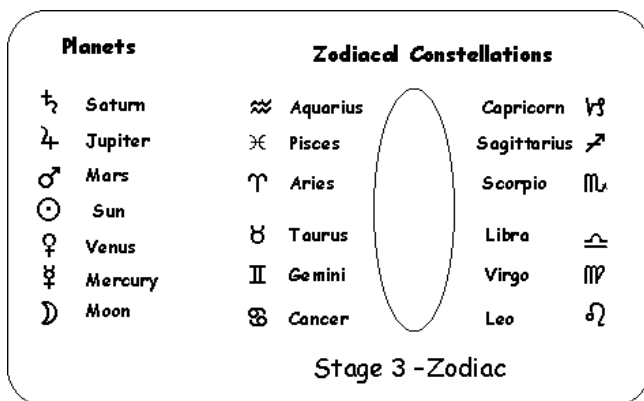 Planets
Zodiacal Constellations
♄ Saturn
♃ Jupiter
♂ Mars
☉ Sun
♀ Venus
☿ Mercury
☽ Moon
♒ Aquarius
♓ Pisces
♈ Aries
♉ Taurus
♊ Gemini
♋ Cancer
Capricorn ♑
Sagittarius ♐
Scorpio ♏
Libra ♎
Virgo ♍
Leo ♌
Stage 3 -Zodiac